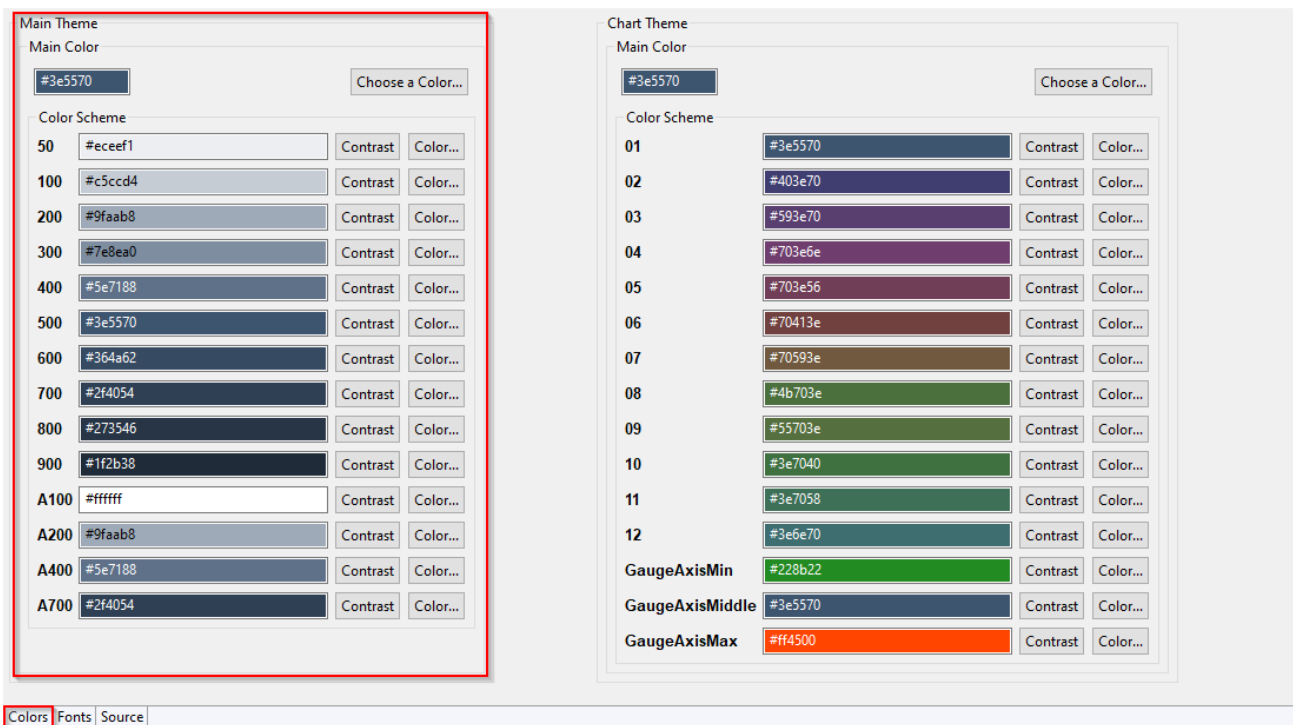 Main Theme
Main Color
#3e5570 Choose a Color...
Color Scheme
50 #eceef1 Contrast Color...
100 #c5ccd4 Contrast Color...
200 #9faab8 Contrast Color...
300 #7e8ea0 Contrast Color...
400 #5e7188 Contrast Color...
500 #3e5570 Contrast Color...
600 #364a62 Contrast Color...
700 #2f4054 Contrast Color...
800 #273546 Contrast Color...
900 #1f2b38 Contrast Color...
A100 #ffffff Contrast Color...
A200 #9faab8 Contrast Color...
A400 #5e7188 Contrast Color...
A700 #2f4054 Contrast Color...
Chart Theme
Main Color
#3e5570 Choose a Color...
Color Scheme
01 #3e5570 Contrast Color...
02 #403e70 Contrast Color...
03 #593e70 Contrast Color...
04 #703e6e Contrast Color...
05 #703e56 Contrast Color...
06 #70413e Contrast Color...
07 #70593e Contrast Color...
08 #4b703e Contrast Color...
09 #55703e Contrast Color...
10 #3e7040 Contrast Color...
11 #3e7058 Contrast Color...
12 #3e6e70 Contrast Color...
GaugeAxisMin #228b22 Contrast Color...
GaugeAxisMiddle #3e5570 Contrast Color...
GaugeAxisMax #ff4500 Contrast Color...
Colors Fonts Source